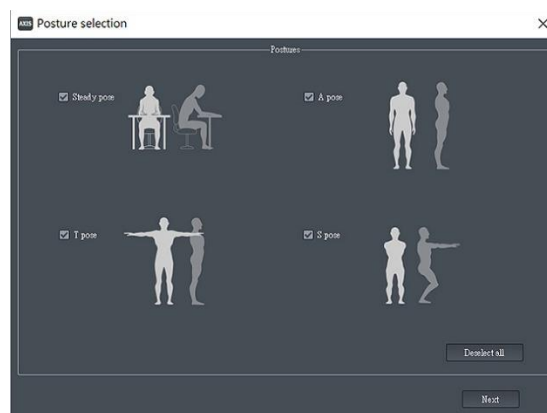 AXIS Posture selection
Postures
Steady pose
A pose
T pose
S pose
Deselect all
Next